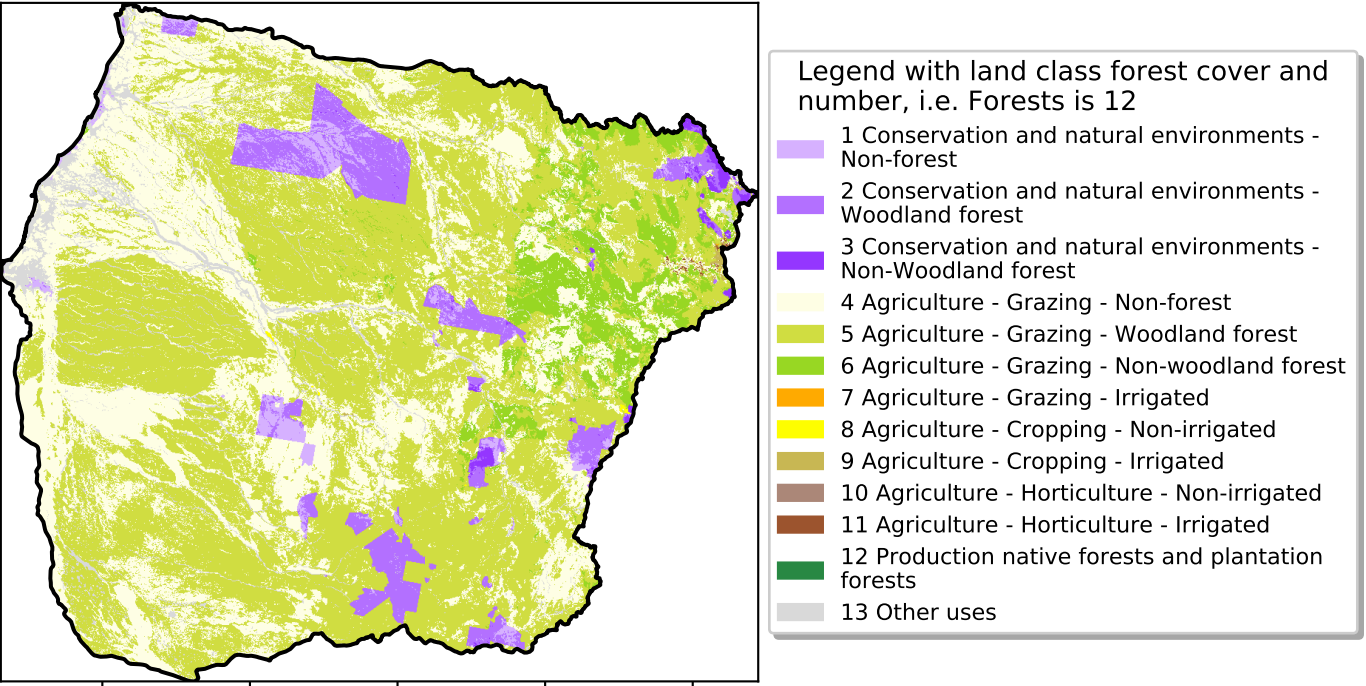 Legend with land class forest cover and
number, i.e. Forests is 12
1 Conservation and natural environments -
Non-forest
2 Conservation and natural environments -
Woodland forest
3 Conservation and natural environments -
Non-Woodland forest
4 Agriculture - Grazing - Non-forest
5 Agriculture - Grazing - Woodland forest
6 Agriculture - Grazing - Non-woodland forest
7 Agriculture - Grazing - Irrigated
8 Agriculture - Cropping - Non-irrigated
9 Agriculture - Cropping - Irrigated
10 Agriculture - Horticulture - Non-irrigated
11 Agriculture - Horticulture - Irrigated
12 Production native forests and plantation
forests
13 Other uses